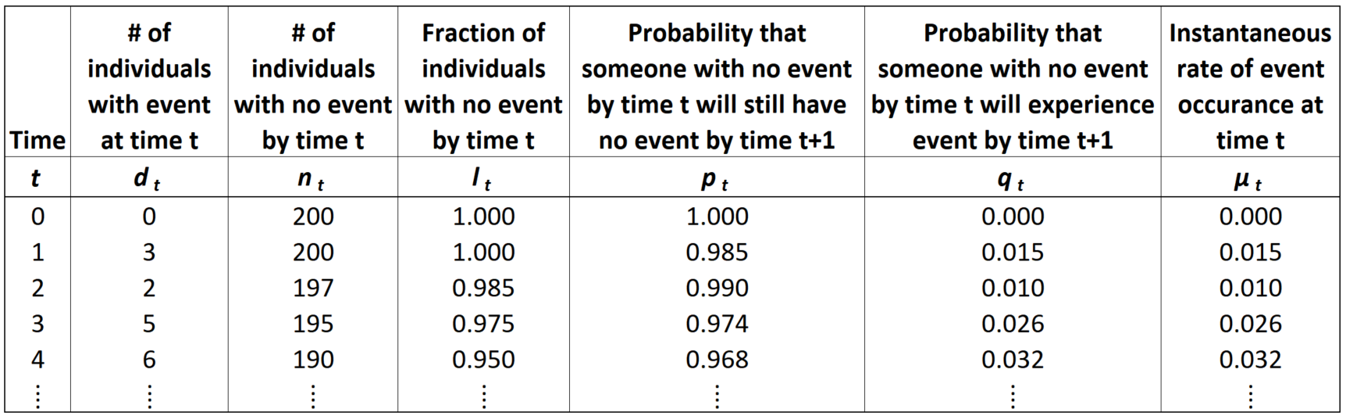 # of # of Fraction of Probability that Probability that Instantaneous
individuals individuals individuals someone with no event someone with no event rate of event
with event with no event with no event by time t will still have by time t will experience occurance at
Time at time t by time t by time t no event by time t+1 event by time t+1 time t
t d t n t l t p t q t μ t
0 0 200 1.000 1.000 0.000 0.000
1 3 200 1.000 0.985 0.015 0.015
2 2 197 0.985 0.990 0.010 0.010
3 5 195 0.975 0.974 0.026 0.026
4 6 190 0.950 0.968 0.032 0.032
⋮ ⋮ ⋮ ⋮ ⋮ ⋮ ⋮